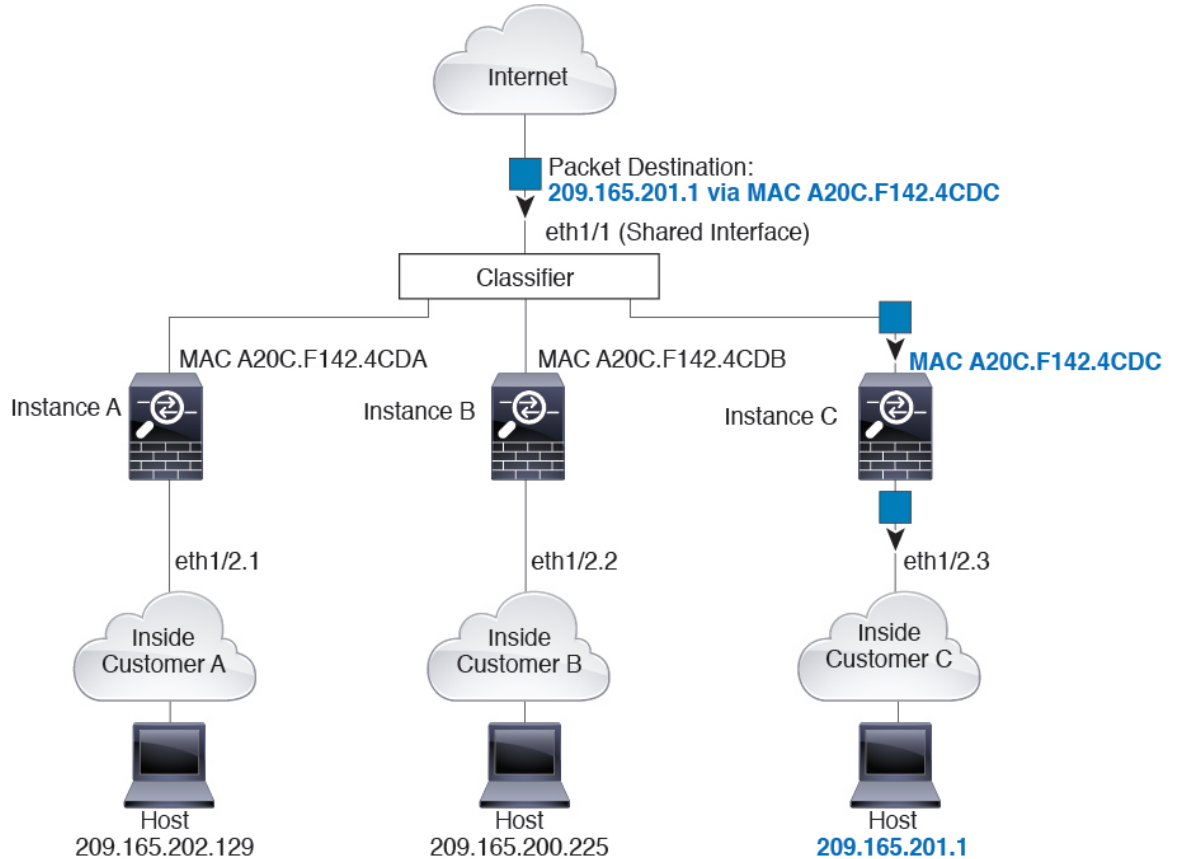 Internet
Packet Destination:
209.165.201.1 via MAC A20C.F142.4CDC
eth1/1 (Shared Interface)
Classifier
MAC A20C.F142.4CDA
MAC A20C.F142.4CDB
MAC A20C.F142.4CDC
Instance A
Instance B
Instance C
eth1/2.1
eth1/2.2
eth1/2.3
Inside
Customer A
Inside
Customer B
Inside
Customer C
Host
209.165.202.129
Host
209.165.200.225
Host
209.165.201.1